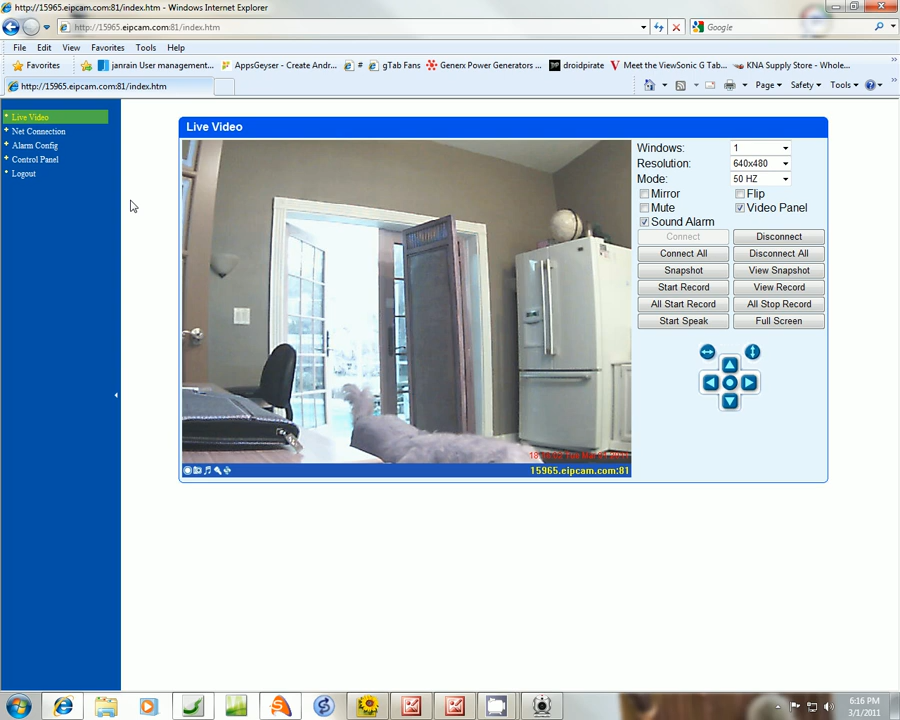 http://15965.eipcam.com:81/index.htm - Windows Internet Explorer
http://15965.eipcam.com:81/index.htm
Google
File Edit View Favorites Tools Help
Favorites janrain User management... AppsGeyser - Create Andr... # gTab Fans Generx Power Generators ... droidpirate Meet the ViewSonic G Tab... KNA Supply Store - Whole...
http://15965.eipcam.com:81/index.htm
Page Safety Tools
Live Video
Net Connection
Alarm Config
Control Panel
Logout
Live Video
Windows: 1
Resolution: 640x480
Mode: 50 HZ
Mirror Flip
Mute Video Panel
Sound Alarm
Connect Disconnect
Connect All Disconnect All
Snapshot View Snapshot
Start Record View Record
All Start Record All Stop Record
Start Speak Full Screen
15965.eipcam.com:81
6:16 PM
3/1/2011